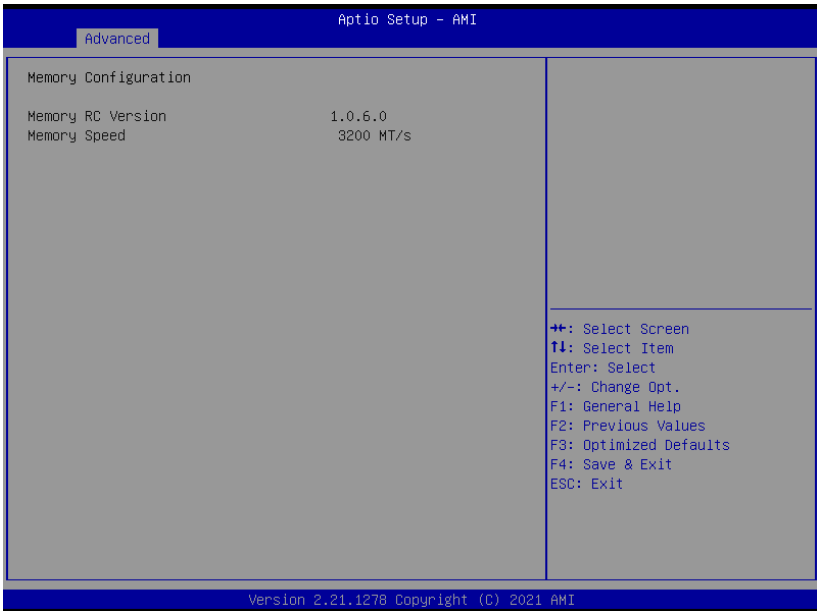 Aptio Setup – AMI
Advanced
Memory Configuration
Memory RC Version 1.0.6.0
Memory Speed 3200 MT/s
→←: Select Screen
↑↓: Select Item
Enter: Select
+/-: Change Opt.
F1: General Help
F2: Previous Values
F3: Optimized Defaults
F4: Save & Exit
ESC: Exit
Version 2.21.1278 Copyright (C) 2021 AMI